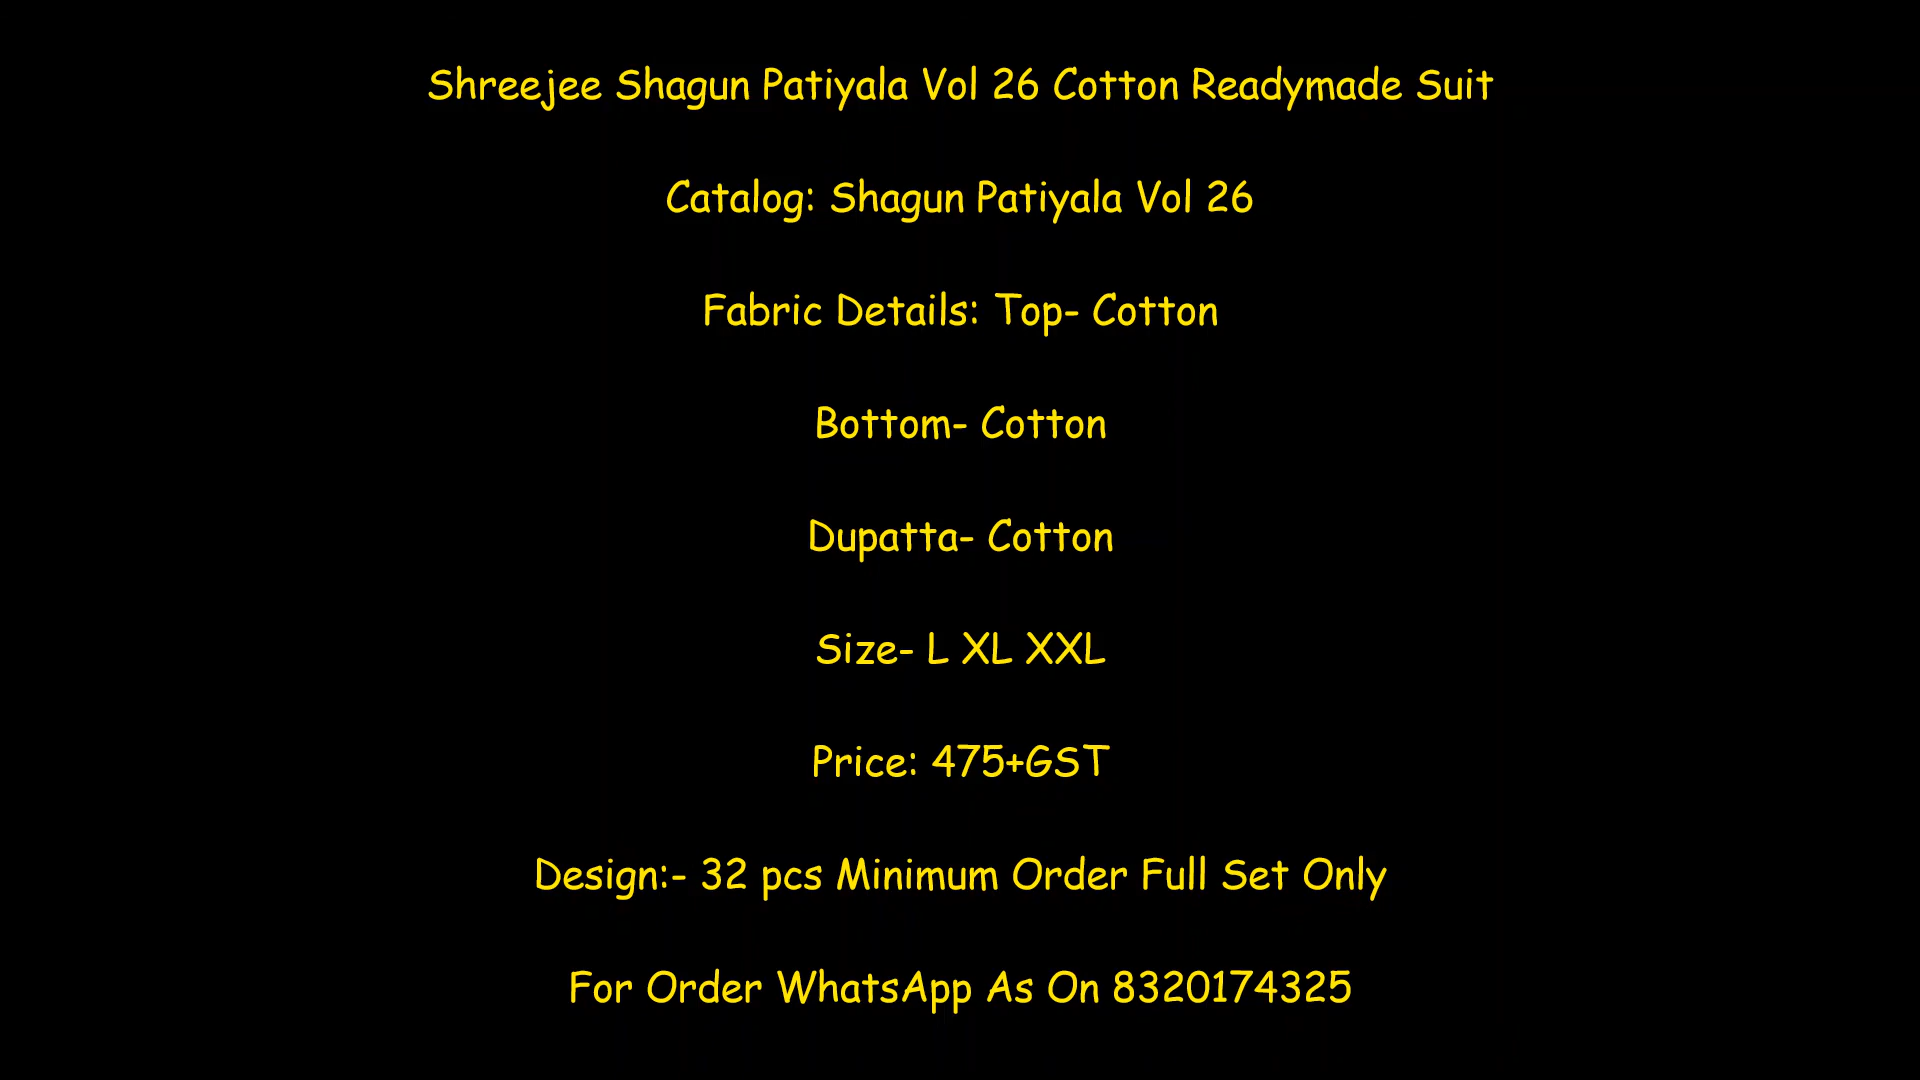 Shreejee Shagun Patiyala Vol 26 Cotton Readymade Suit
Catalog: Shagun Patiyala Vol 26
Fabric Details: Top- Cotton
Bottom- Cotton
Dupatta- Cotton
Size- L XL XXL
Price: 475+GST
Design:- 32 pcs Minimum Order Full Set Only
For Order WhatsApp As On 8320174325